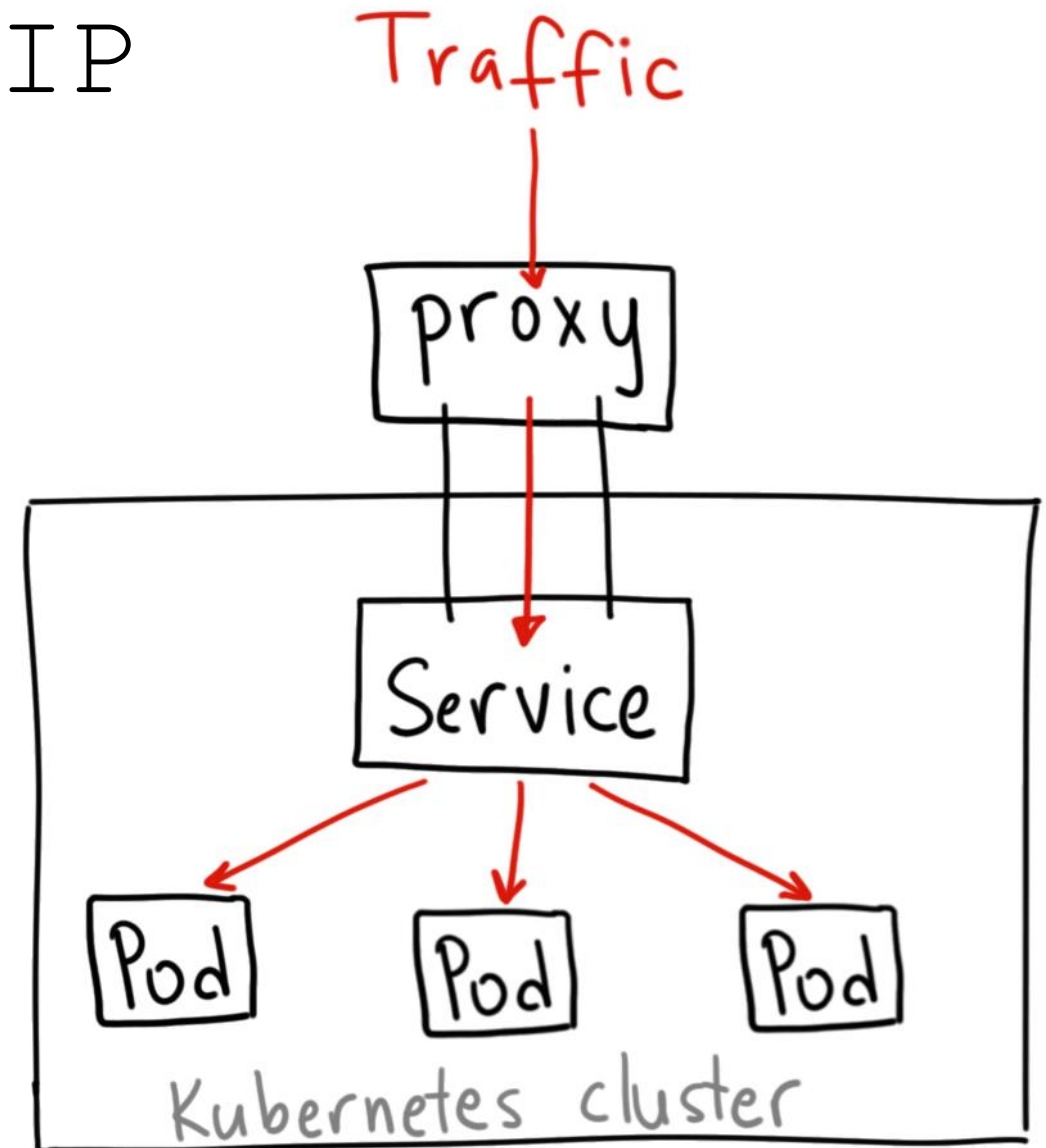 IP
Traffic
proxy
Service
Pod Pod Pod
Kubernetes cluster